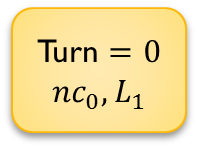 Turn = 0
nc₀, L₁